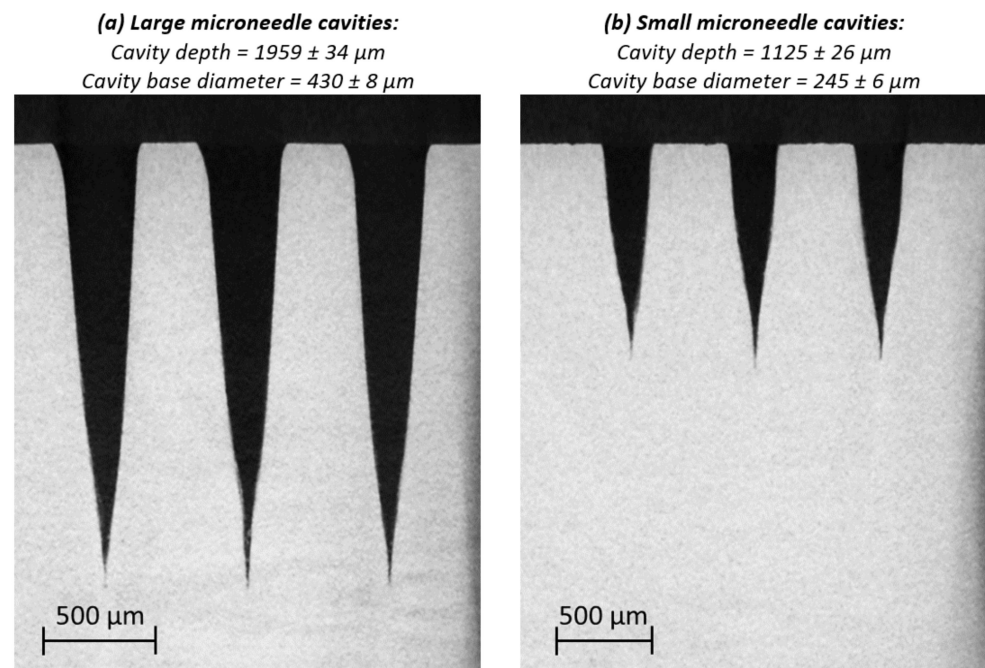 (a) Large microneedle cavities:
Cavity depth = 1959 ± 34 μm
Cavity base diameter = 430 ± 8 μm
(b) Small microneedle cavities:
Cavity depth = 1125 ± 26 μm
Cavity base diameter = 245 ± 6 μm
500 μm
500 μm